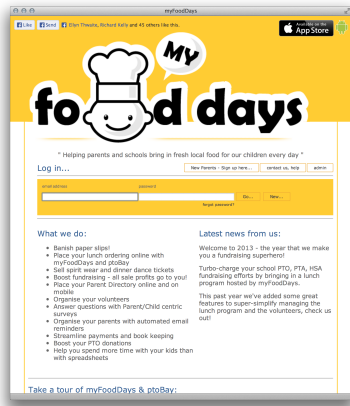 myFoodDays
Like Send Ellen Thwaite, Richard Kelly and 45 others like this.
Available on the
App Store
MY
food days
" Helping parents and schools bring in fresh local food for our children every day "
Log in...
New Parents - Sign up here... contact us, help admin
email address password
Go... New...
forgot password?
What we do:
Banish paper slips!
Place your lunch ordering online with
myFoodDays and ptoBay
Sell spirit wear and dinner dance tickets
Boost fundraising - all sale profits go to you!
Place your Parent Directory online and on
mobile
Organise your volunteers
Answer questions with Parent/Child centric
surveys
Organise your parents with automated email
reminders
Streamline payments and book keeping
Boost your PTO donations
Help you spend more time with your kids than
with spreadsheets
Latest news from us:
Welcome to 2013 - the year that we make
you a fundraising superhero!
Turbo-charge your school PTO, PTA, HSA
fundraising efforts by bringing in a lunch
program hosted by myFoodDays.
This past year we've added some great
features to super-simplify managing the
lunch program and the volunteers, check us
out!
Take a tour of myFoodDays & ptoBay: